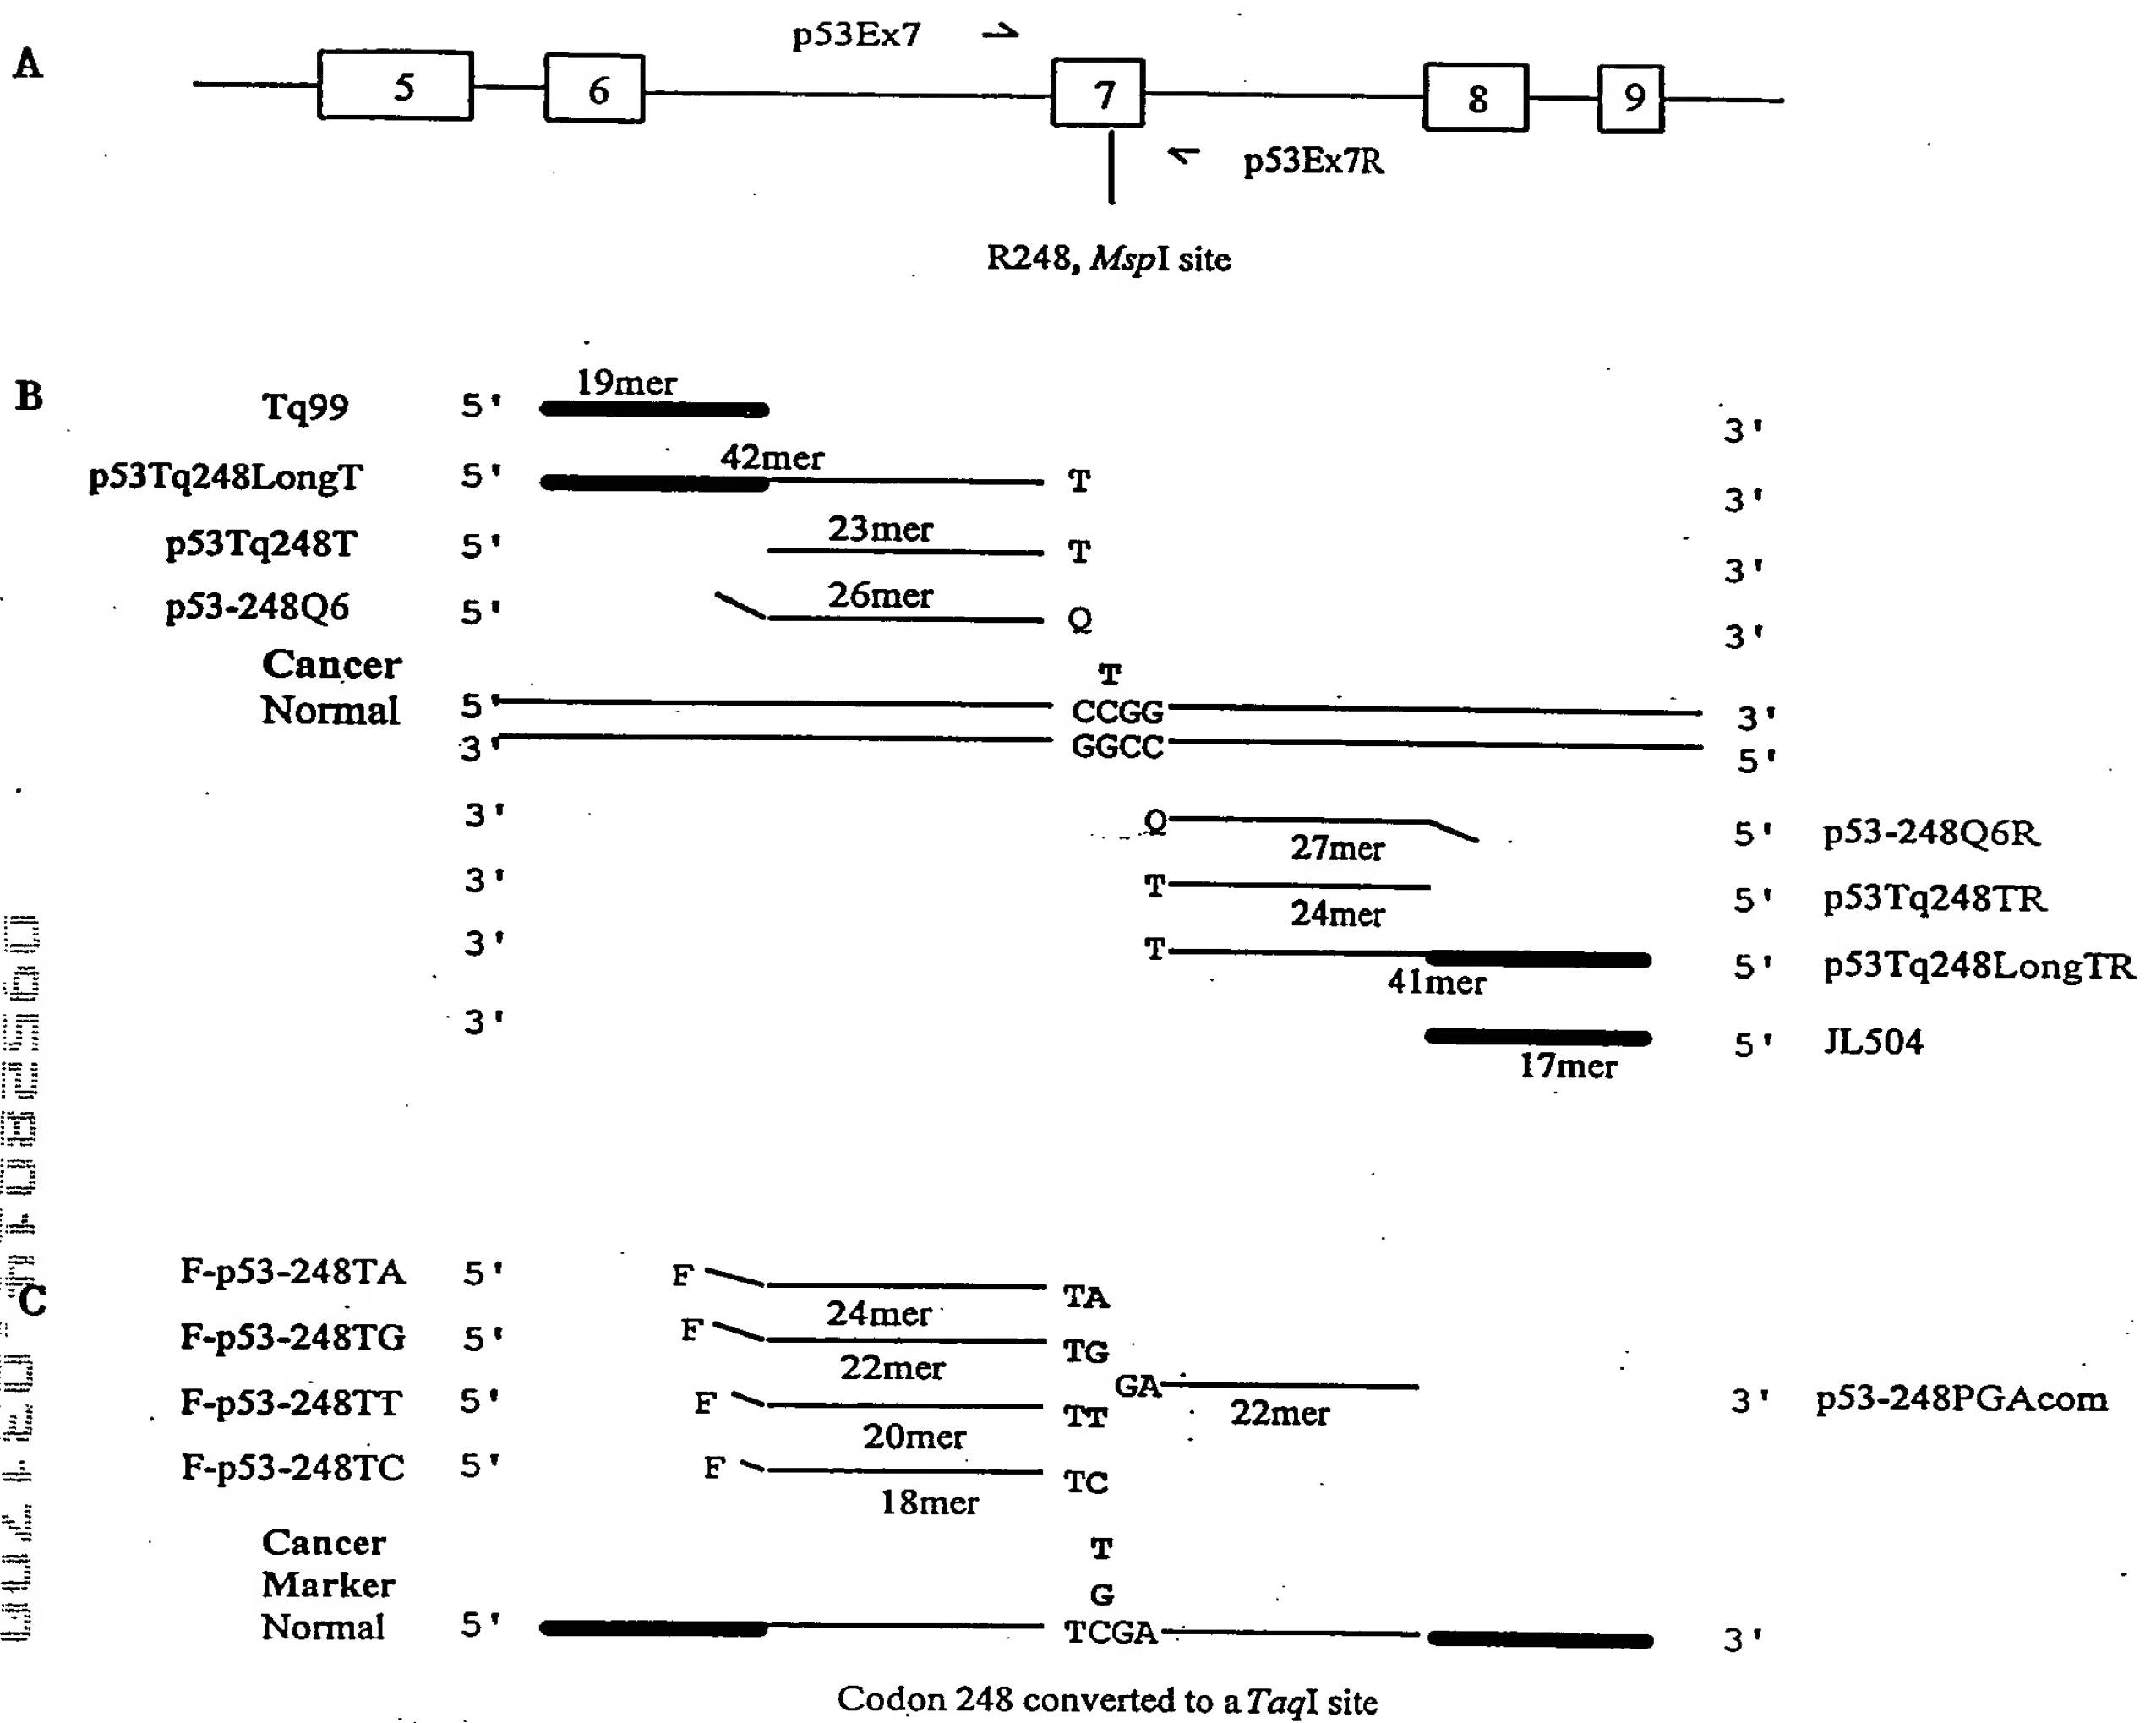 p53Ex7
A
5 6 7 8 9
p53Ex7R
R248, MspI site
B
19mer
Tq99 5' 3'
42mer
p53Tq248LongT 5' T 3'
23mer
p53Tq248T 5' T 3'
26mer
p53-248Q6 5' Q 3'
Cancer T
Normal 5' CCGG 3'
3' GGCC 5'
3' Q 5' p53-248Q6R
27mer
3' T 5' p53Tq248TR
24mer
3' T 5' p53Tq248LongTR
41mer
3' 5' JL504
17mer
C
F-p53-248TA 5' F TA
24mer
F-p53-248TG 5' F TG
22mer
GA 3' p53-248PGAcom
22mer
F-p53-248TT 5' F TT
20mer
F-p53-248TC 5' F TC
18mer
Cancer T
Marker G
Normal 5' TCGA 3'
Codon 248 converted to a TaqI site